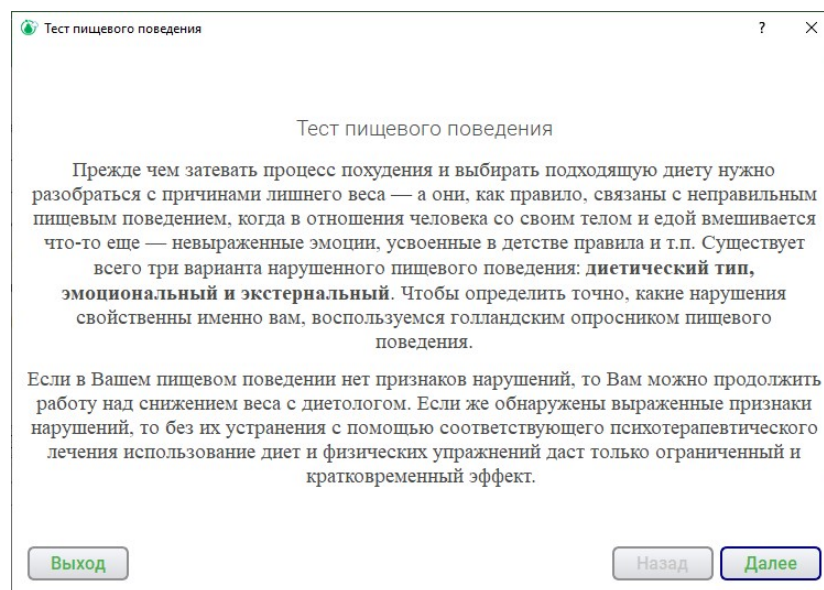 Тест пищевого поведения
?
Тест пищевого поведения
Прежде чем затевать процесс похудения и выбирать подходящую диету нужно
разобраться с причинами лишнего веса — а они, как правило, связаны с неправильным
пищевым поведением, когда в отношения человека со своим телом и едой вмешивается
что-то еще — невыраженные эмоции, усвоенные в детстве правила и т.п. Существует
всего три варианта нарушенного пищевого поведения: диетический тип,
эмоциональный и экстернальный. Чтобы определить точно, какие нарушения
свойственны именно вам, воспользуемся голландским опросником пищевого
поведения.
Если в Вашем пищевом поведении нет признаков нарушений, то Вам можно продолжить
работу над снижением веса с диетологом. Если же обнаружены выраженные признаки
нарушений, то без их устранения с помощью соответствующего психотерапевтического
лечения использование диет и физических упражнений даст только ограниченный и
кратковременный эффект.
Выход
Назад
Далее